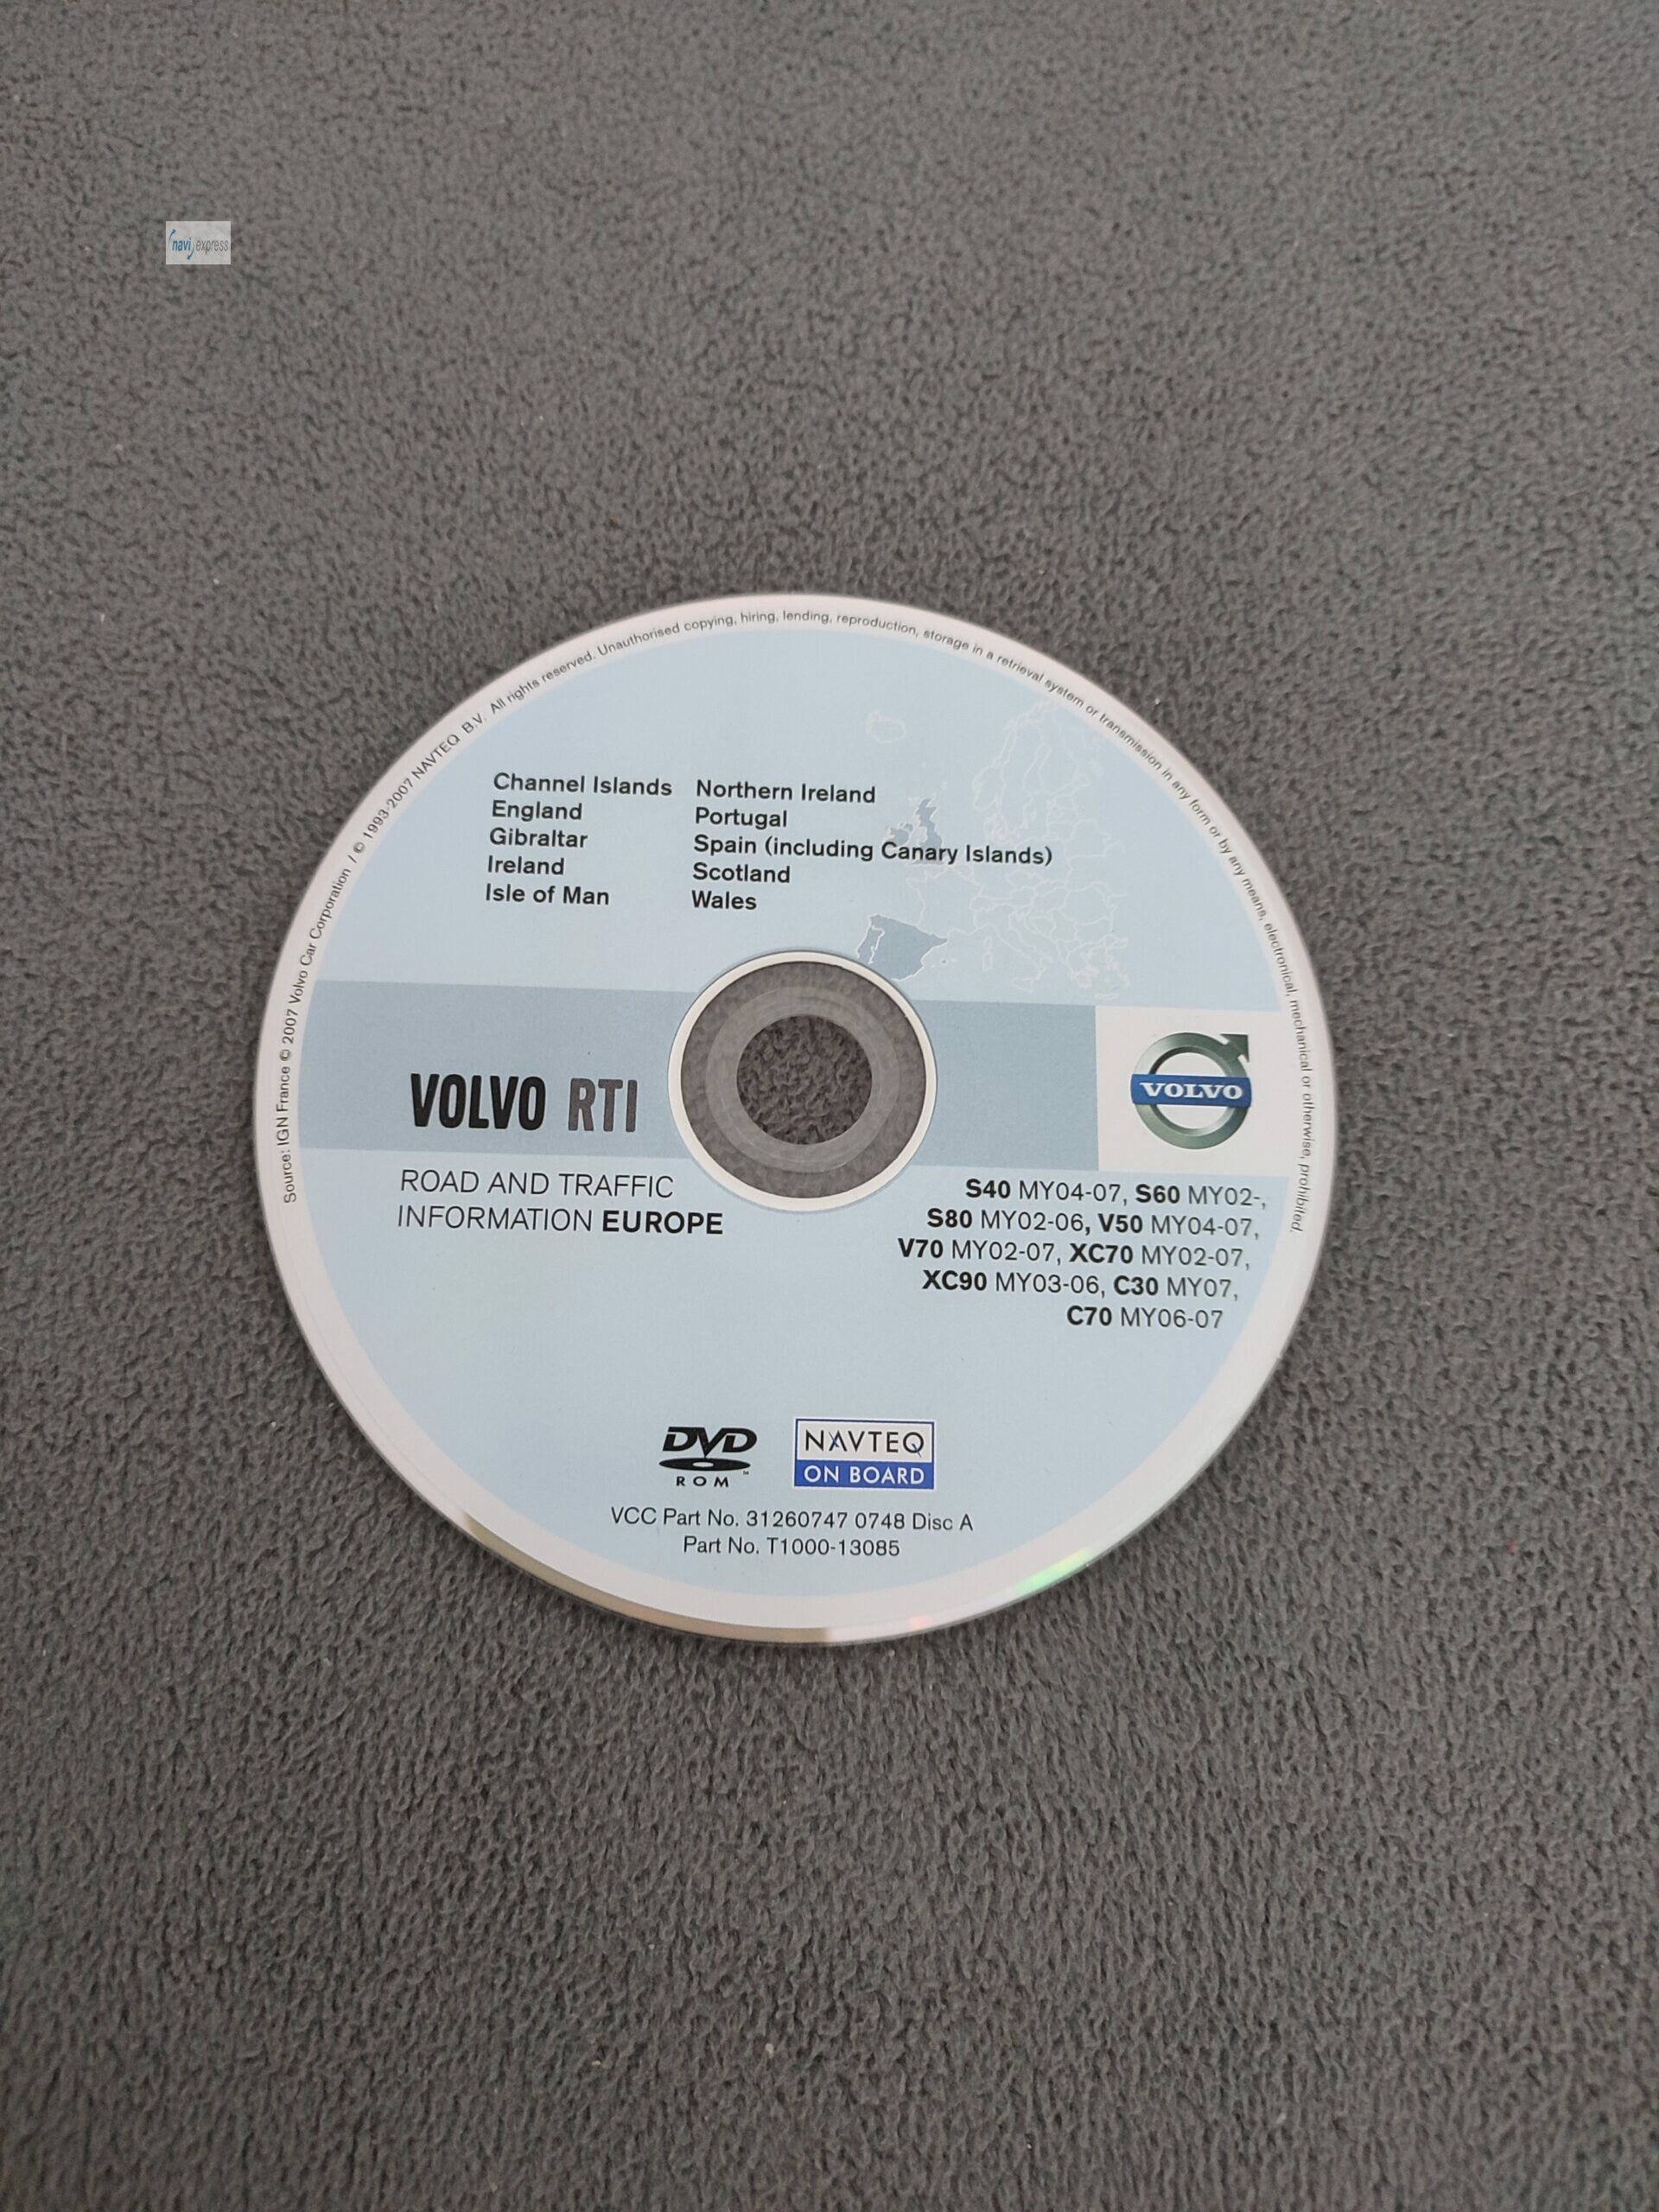 navi express
Source: IGN France © 2007 Volvo Car Corporation / © 1993-2007 NAVTEQ B.V. All rights reserved. Unauthorised copying, hiring, lending, reproduction, storage in a retrieval system or transmission in any form or by any means, electronical, mechanical or otherwise, prohibited.
Channel Islands Northern Ireland
England Portugal
Gibraltar Spain (including Canary Islands)
Ireland Scotland
Isle of Man Wales
VOLVO RTI
VOLVO
ROAD AND TRAFFIC
INFORMATION EUROPE
S40 MY04-07, S60 MY02-,
S80 MY02-06, V50 MY04-07,
V70 MY02-07, XC70 MY02-07,
XC90 MY03-06, C30 MY07,
C70 MY06-07
DVD
ROM
NAVTEQ
ON BOARD
VCC Part No. 31260747 0748 Disc A
Part No. T1000-13085